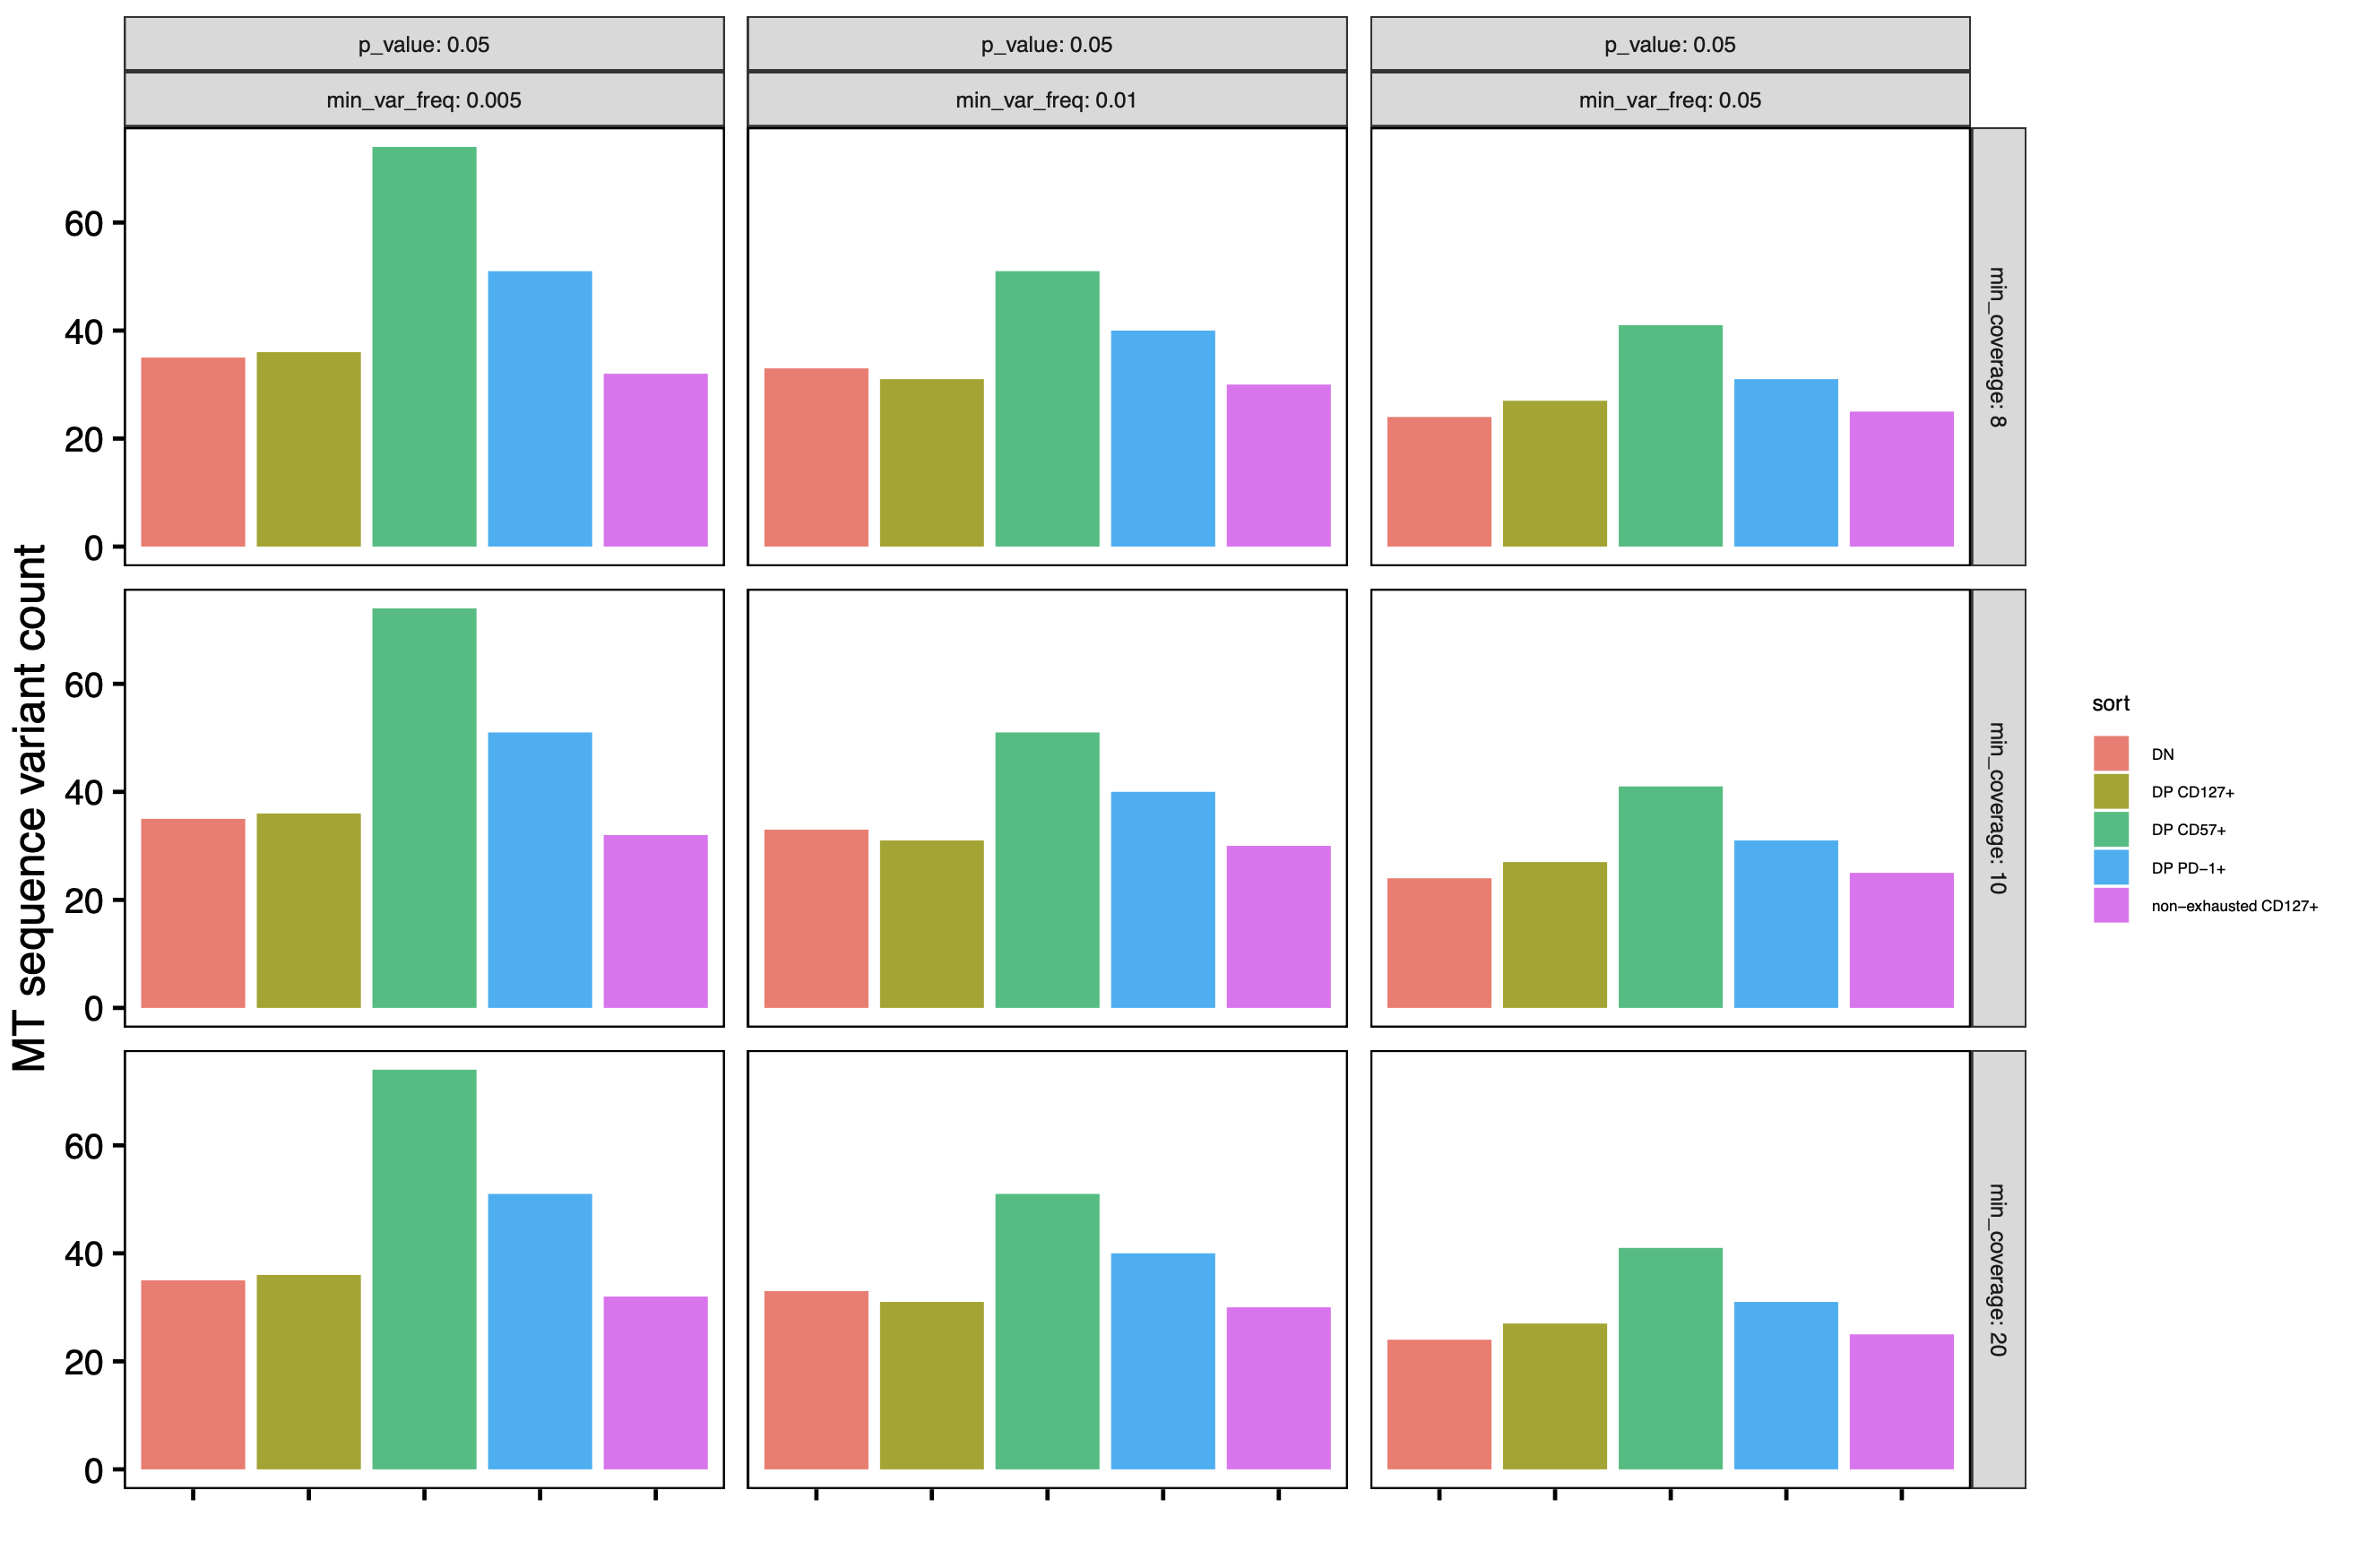 p_value: 0.05
p_value: 0.05
p_value: 0.05
min_var_freq: 0.005
min_var_freq: 0.01
min_var_freq: 0.05
MT sequence variant count
60
40
20
0
min_coverage: 8
60
40
20
0
min_coverage: 10
60
40
20
0
min_coverage: 20
sort
DN
DP CD127+
DP CD57+
DP PD−1+
non−exhausted CD127+